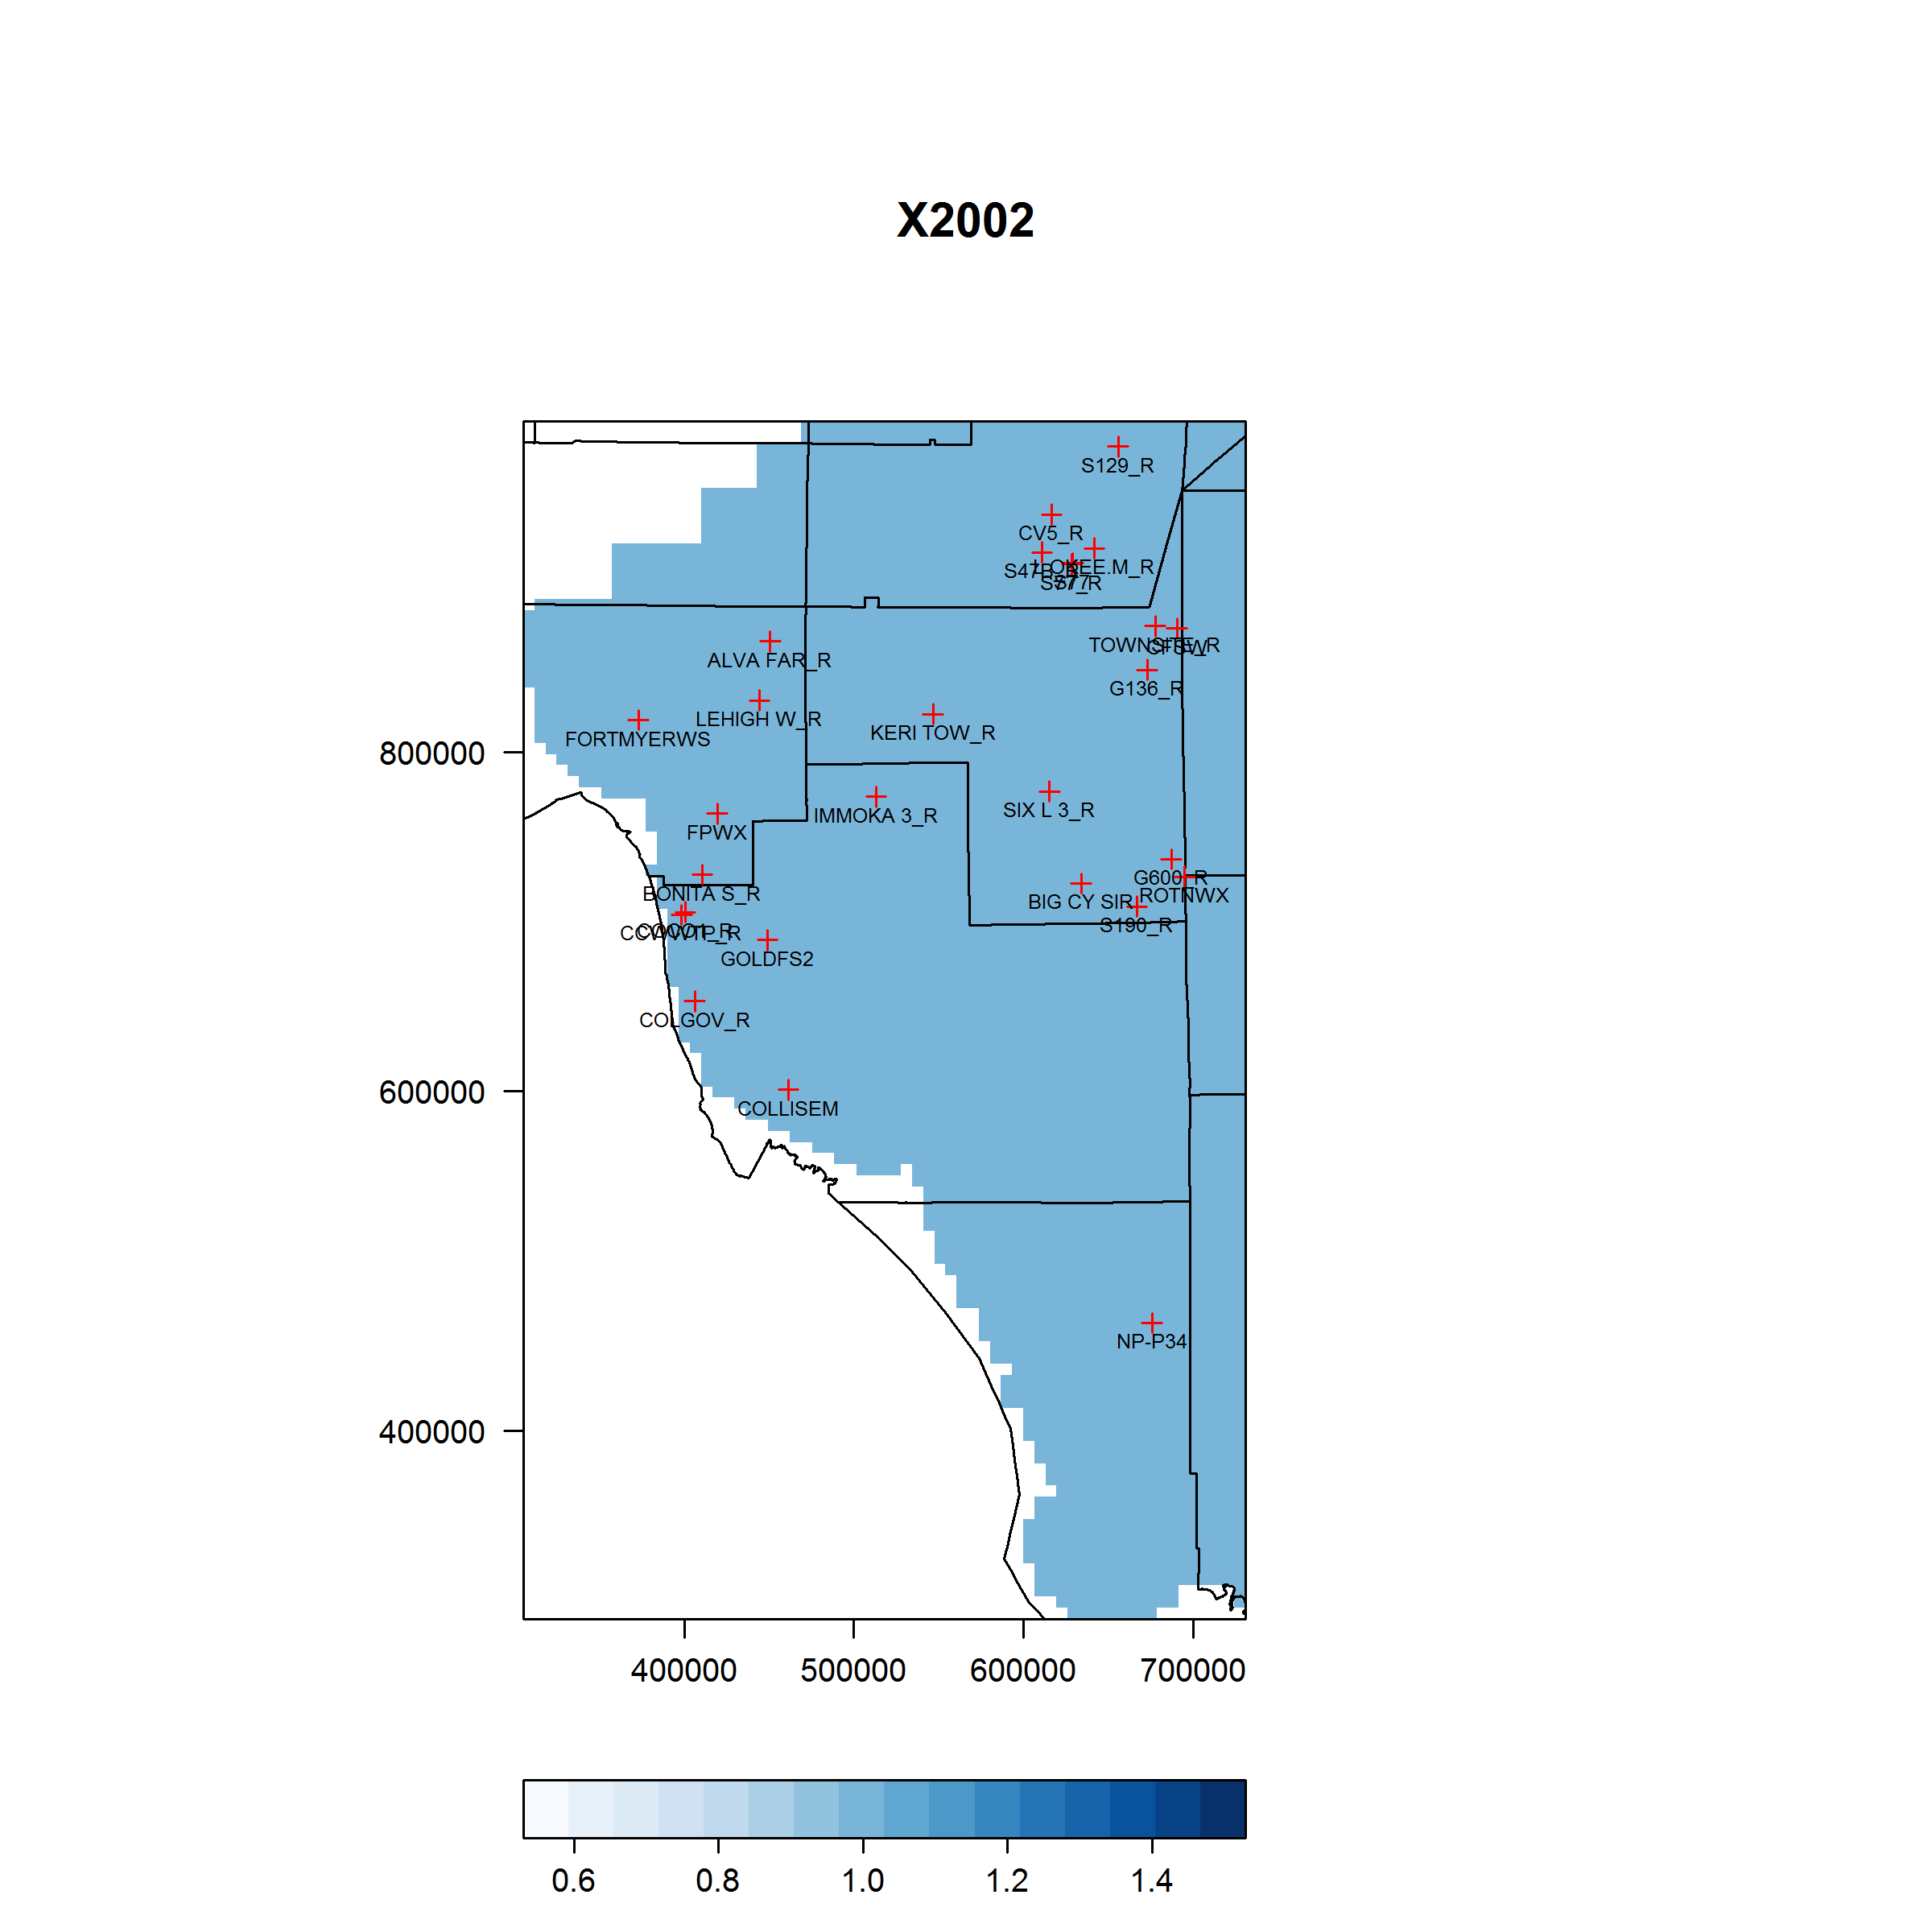 X2002
S129_R
CV5_R
L OKEE.M_R
S47B_R
S77_R
S77
TOWNSITE_R
CFSW
ALVA FAR_R
G136_R
LEHIGH W_R
KERI TOW_R
FORTMYERWS
800000
SIX L 3_R
IMMOKA 3_R
FPWX
G600_R
BONITA S_R
ROTNWX
BIG CY SIR
S190_R
COCO1_R
CCWWTP_R
GOLDFS2
COLGOV_R
600000
COLLISEM
NP-P34
400000
400000 500000 600000 700000
0.6 0.8 1.0 1.2 1.4